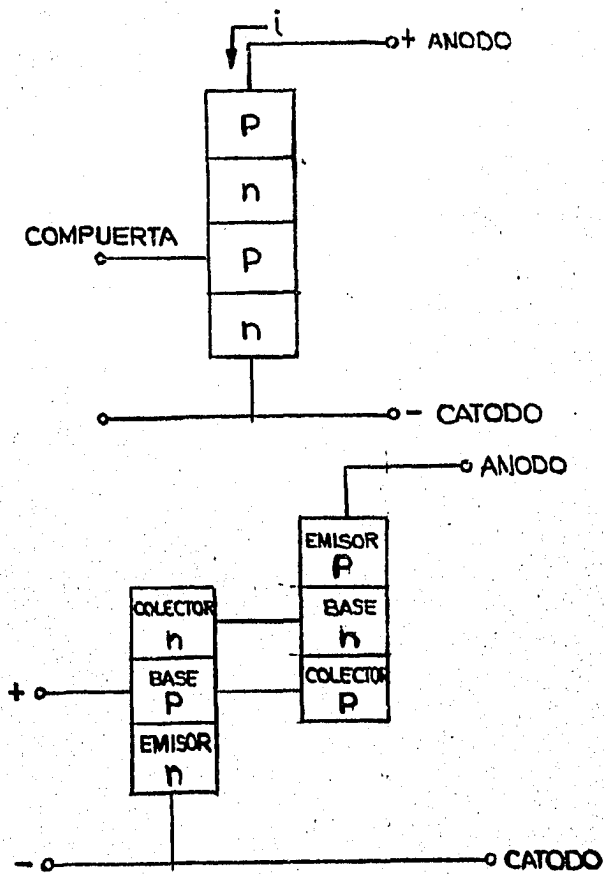 i
+ ANODO
P
n
COMPUERTA
P
n
- CATODO
ANODO
EMISOR
P
COLECTOR
n
BASE
n
+
BASE
P
COLECTOR
P
EMISOR
n
-
CATODO